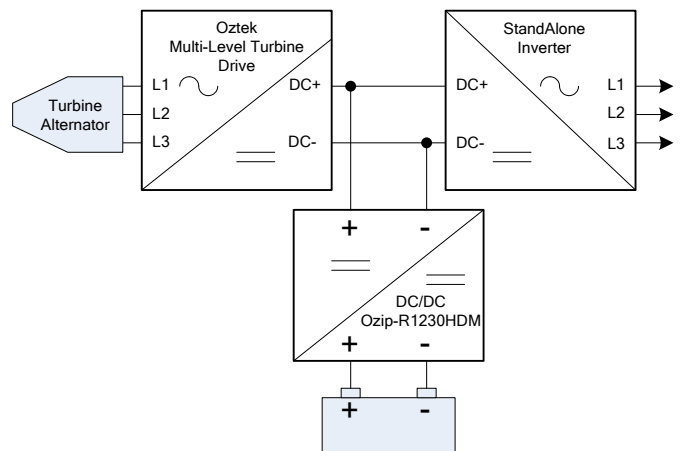 Oztek
Multi-Level Turbine
Drive
StandAlone
Inverter
Turbine
Alternator
L1
L2
L3
DC+
DC-
DC+
DC-
L1
L2
L3
+ -
DC/DC
Ozip-R1230HDM
+ -
+ -